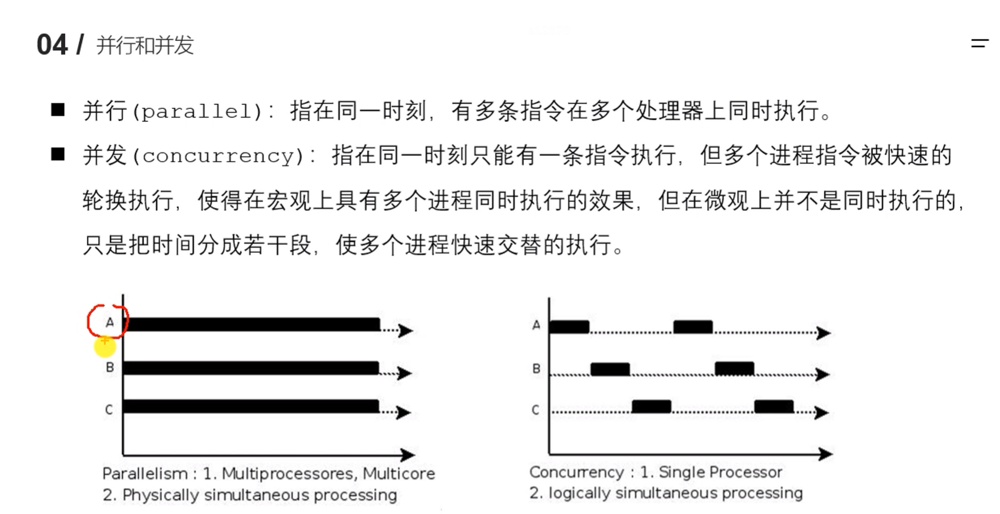 04 / 并行和并发
■ 并行(parallel)：指在同一时刻，有多条指令在多个处理器上同时执行。
■ 并发(concurrency)：指在同一时刻只能有一条指令执行，但多个进程指令被快速的
轮换执行，使得在宏观上具有多个进程同时执行的效果，但在微观上并不是同时执行的，
只是把时间分成若干段，使多个进程快速交替的执行。
A
B
C
Parallelism : 1. Multiprocessores, Multicore
2. Physically simultaneous processing
A
B
C
Concurrency : 1. Single Processor
2. logically simultaneous processing